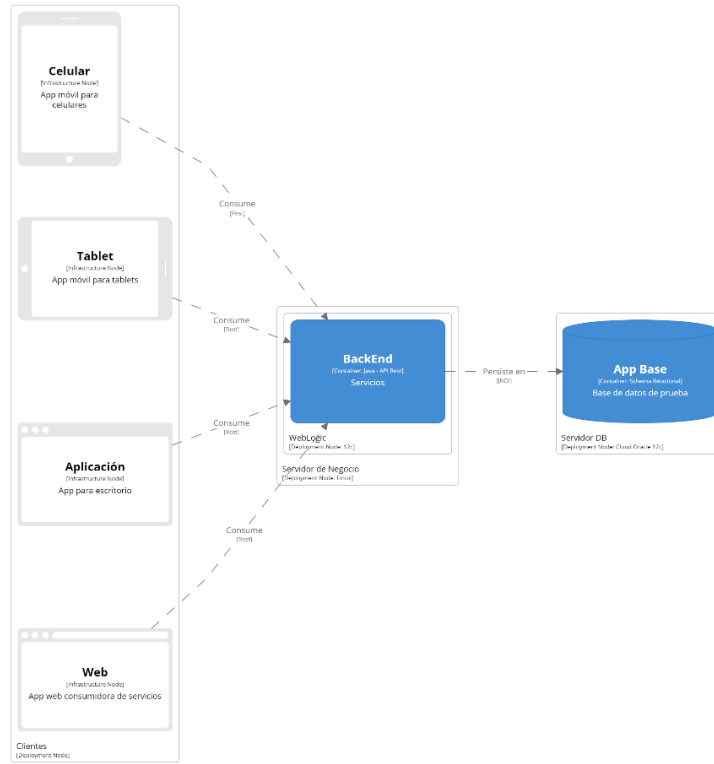 Celular
[Infrastructure Node]
App móvil para
celulares
Consume
[Rest]
Tablet
[Infrastructure Node]
App móvil para tablets
Consume
[Rest]
BackEnd
[Container: Java - API Rest]
Servicios
WebLogic
[Deployment Node: 12c]
Servidor de Negocio
[Deployment Node: Linux]
Persiste en
[JNDI]
App Base
[Container: Schema Relacional]
Base de datos de prueba
Servidor DB
[Deployment Node: Cloud Oracle 12c]
Consume
[Rest]
Aplicación
[Infrastructure Node]
App para escritorio
Consume
[Rest]
Web
[Infrastructure Node]
App web consumidora de servicios
Clientes
[Deployment Node]